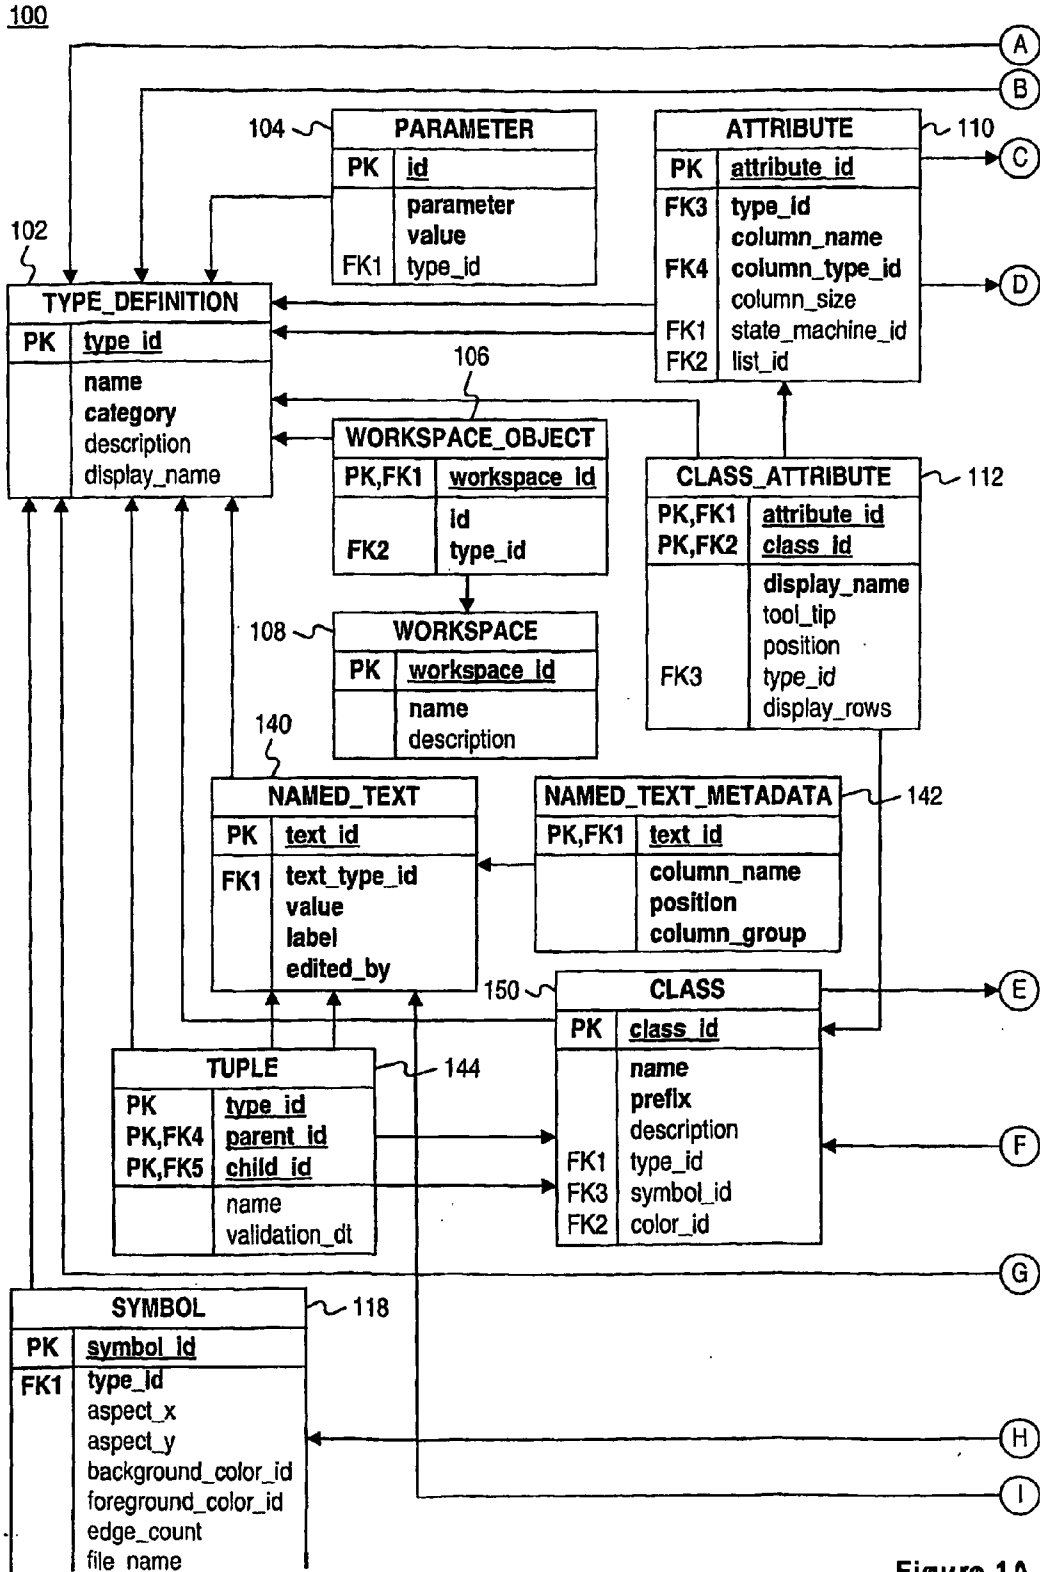 100
A
B
104
PARAMETER
PK id
parameter
value
FK1 type_id
ATTRIBUTE
110
PK attribute_id
FK3 type_id
column_name
FK4 column_type_id
column_size
FK1 state_machine_id
FK2 list_id
C
D
102
TYPE_DEFINITION
PK type_id
name
category
description
display_name
106
WORKSPACE_OBJECT
PK,FK1 workspace_id
id
FK2 type_id
CLASS_ATTRIBUTE
112
PK,FK1 attribute_id
PK,FK2 class_id
display_name
tool_tip
position
FK3 type_id
display_rows
108
WORKSPACE
PK workspace_id
name
description
140
NAMED_TEXT
PK text_id
FK1 text_type_id
value
label
edited_by
NAMED_TEXT_METADATA
142
PK,FK1 text_id
column_name
position
column_group
150
CLASS
PK class_id
name
prefix
description
FK1 type_id
FK3 symbol_id
FK2 color_id
E
F
TUPLE
144
PK type_id
PK,FK4 parent_id
PK,FK5 child_id
name
validation_dt
G
SYMBOL
118
PK symbol_id
FK1 type_id
aspect_x
aspect_y
background_color_id
foreground_color_id
edge_count
file_name
H
I
Figure 1A